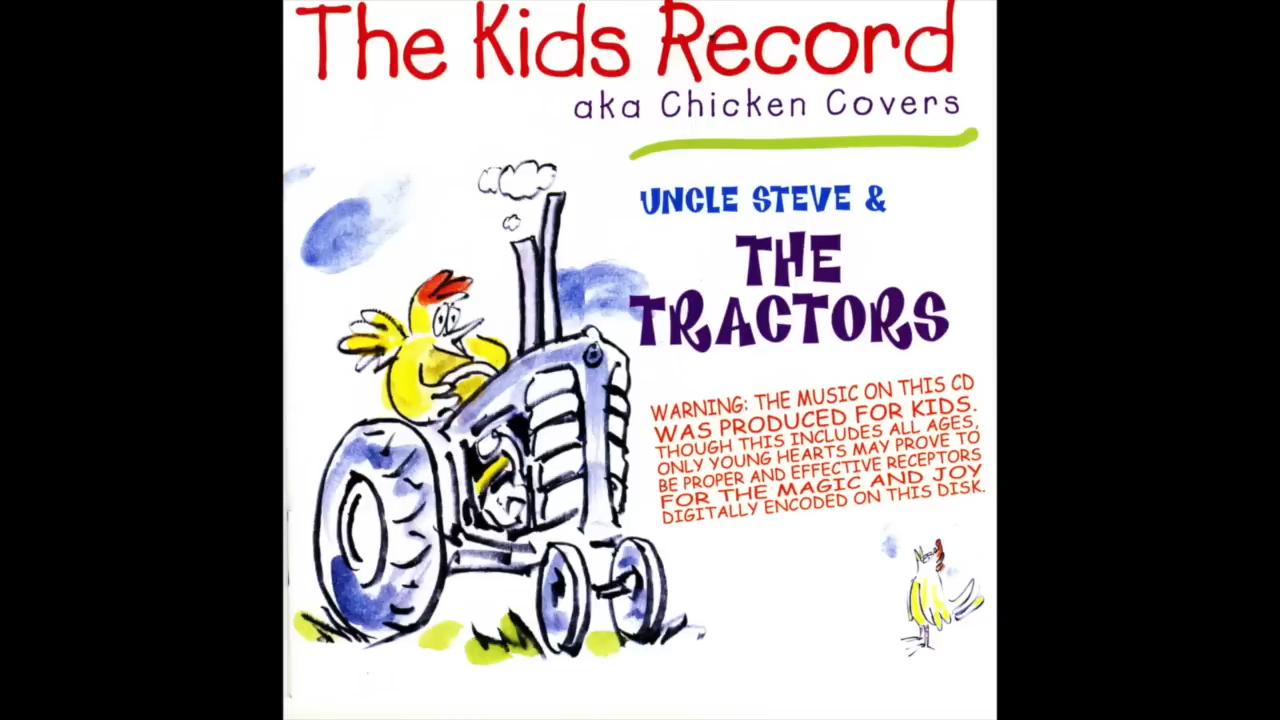 The Kids Record
aka Chicken Covers
UNCLE STEVE &
THE
TRACTORS
WARNING: THE MUSIC ON THIS CD
WAS PRODUCED FOR KIDS.
THOUGH THIS INCLUDES ALL AGES,
ONLY YOUNG HEARTS MAY PROVE TO
BE PROPER AND EFFECTIVE RECEPTORS
FOR THE MAGIC AND JOY
DIGITALLY ENCODED ON THIS DISK.